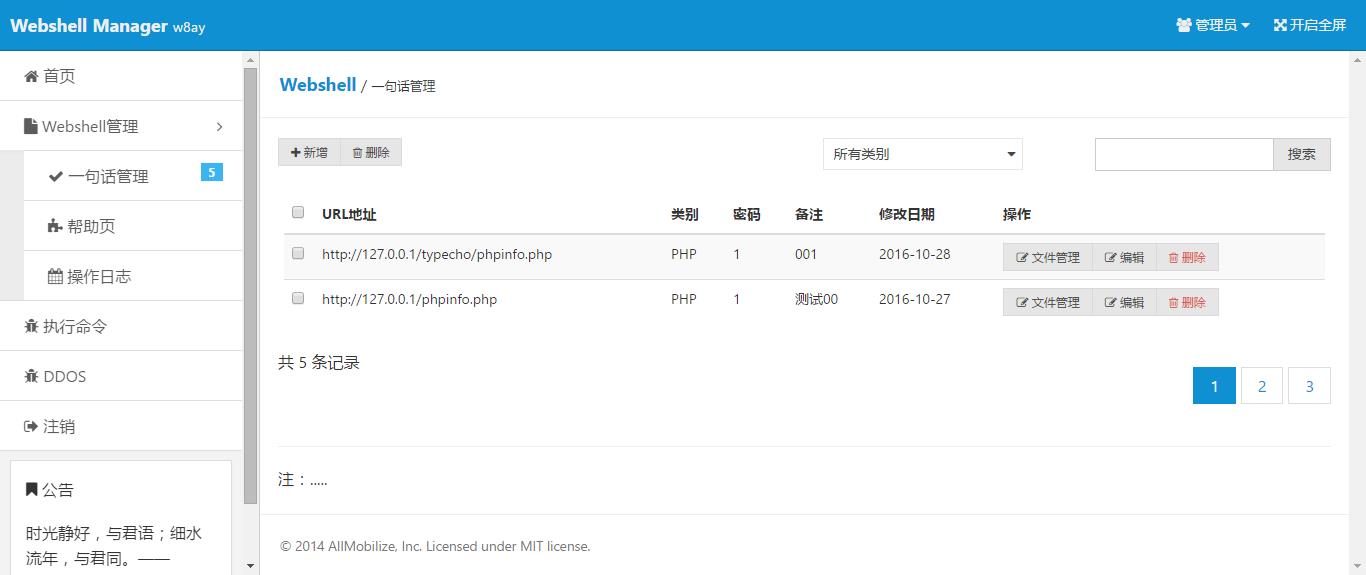 Webshell Manager w8ay
管理员 开启全屏
首页
Webshell管理
一句话管理 5
帮助页
操作日志
执行命令
DDOS
注销
公告
时光静好，与君语；细水
流年，与君同。——
Webshell / 一句话管理
新增 删除 所有类别 搜索
URL地址 类别 密码 备注 修改日期 操作
http://127.0.0.1/typecho/phpinfo.php PHP 1 001 2016-10-28 文件管理 编辑 删除
http://127.0.0.1/phpinfo.php PHP 1 测试00 2016-10-27 文件管理 编辑 删除
共 5 条记录
1 2 3
注：.....
© 2014 AllMobilize, Inc. Licensed under MIT license.